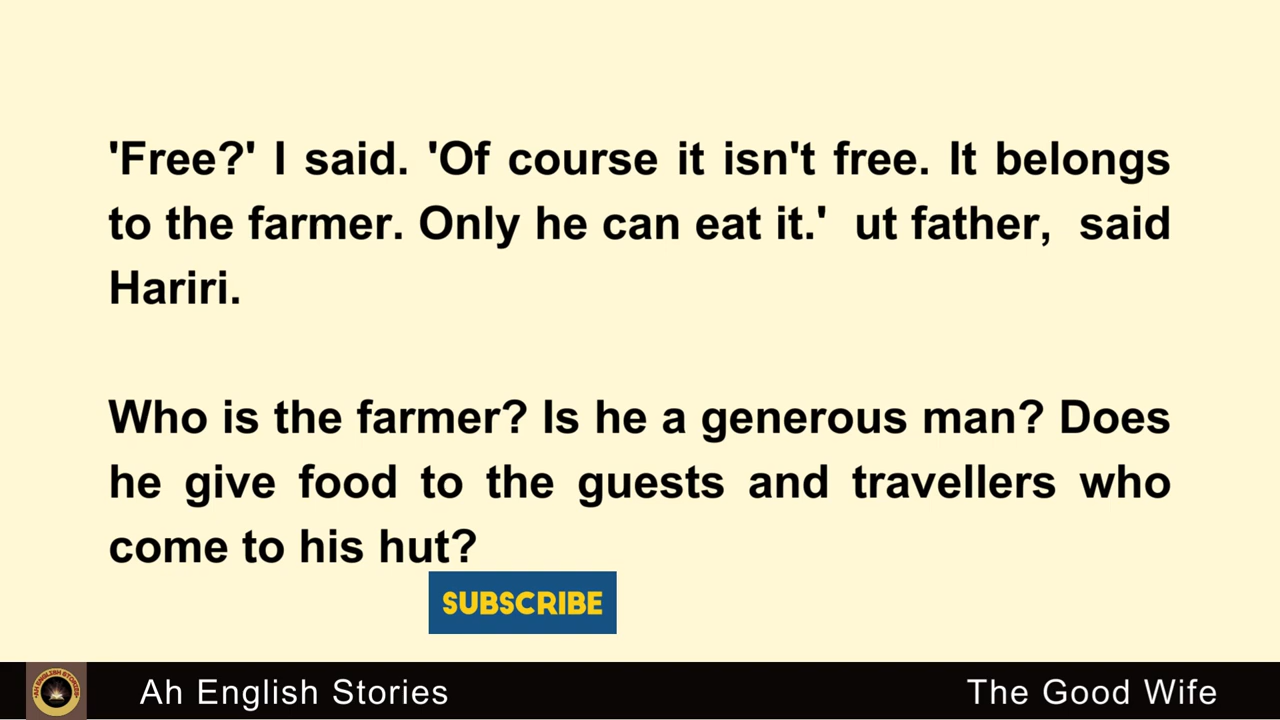 'Free?' I said. 'Of course it isn't free. It belongs
to the farmer. Only he can eat it.'  ut father,  said
Hariri.
Who is the farmer? Is he a generous man? Does
he give food to the guests and travellers who
come to his hut?
SUBSCRIBE
Ah English Stories
The Good Wife